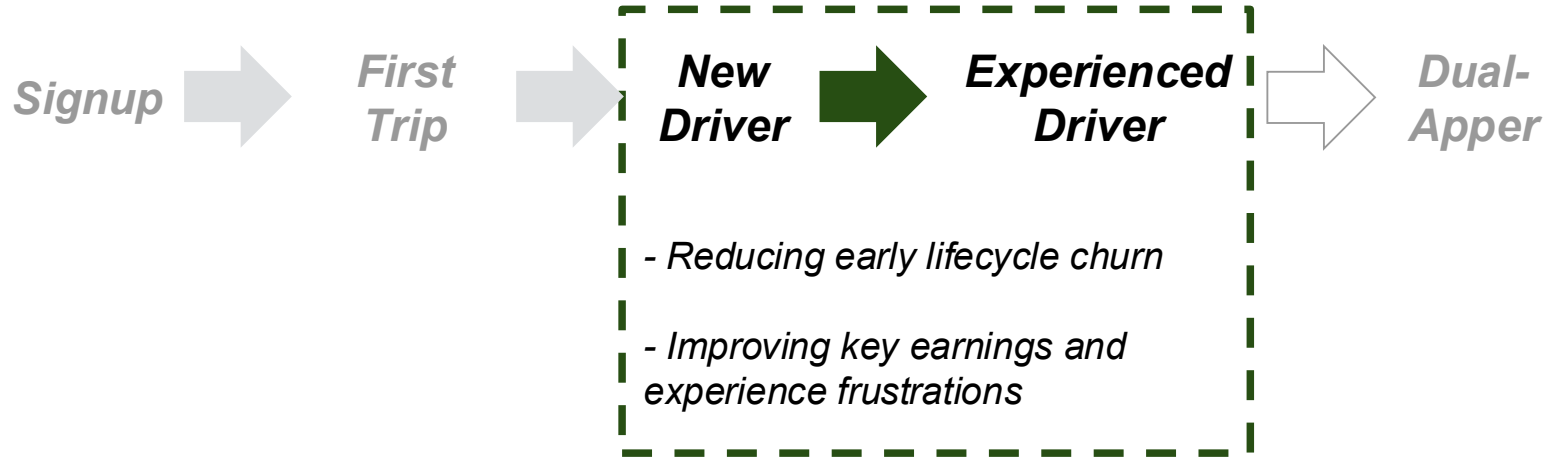 Signup
First
Trip
New
Driver
Experienced
Driver
Dual-
Apper
- Reducing early lifecycle churn
- Improving key earnings and
experience frustrations